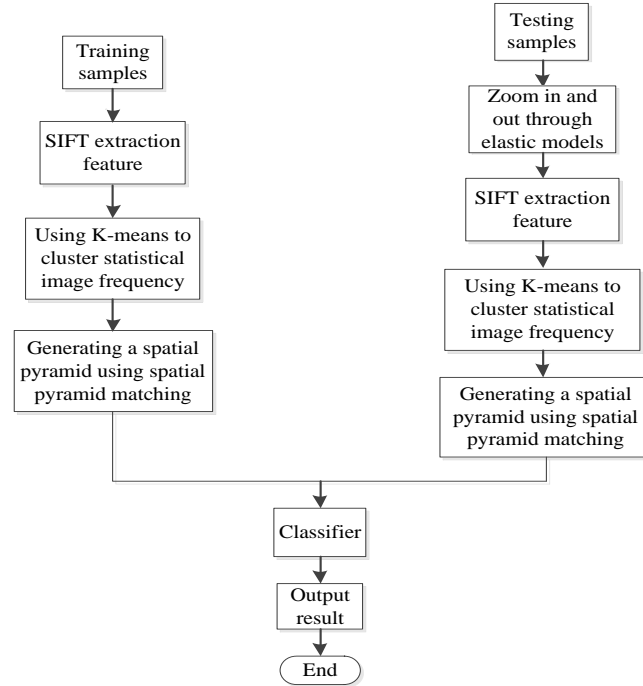 Training
samples
SIFT extraction
feature
Using K-means to
cluster statistical
image frequency
Generating a spatial
pyramid using spatial
pyramid matching
Testing
samples
Zoom in and
out through
elastic models
SIFT extraction
feature
Using K-means to
cluster statistical
image frequency
Generating a spatial
pyramid using spatial
pyramid matching
Classifier
Output
result
End